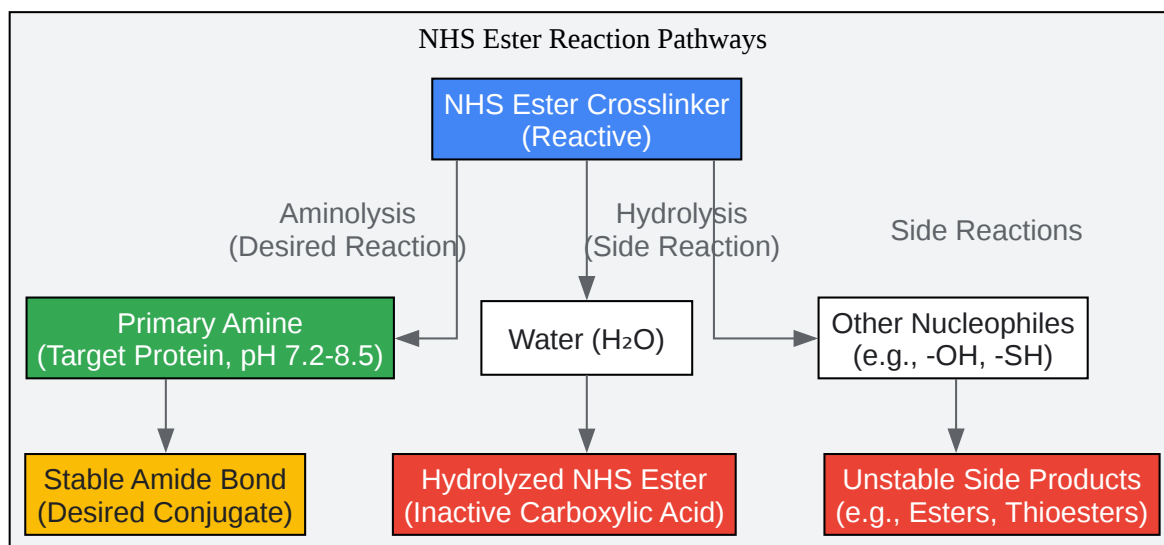 NHS Ester Reaction Pathways
NHS Ester Crosslinker
(Reactive)
Aminolysis
(Desired Reaction)
Hydrolysis
(Side Reaction)
Side Reactions
Primary Amine
(Target Protein, pH 7.2-8.5)
Water (H₂O)
Other Nucleophiles
(e.g., -OH, -SH)
Stable Amide Bond
(Desired Conjugate)
Hydrolyzed NHS Ester
(Inactive Carboxylic Acid)
Unstable Side Products
(e.g., Esters, Thioesters)